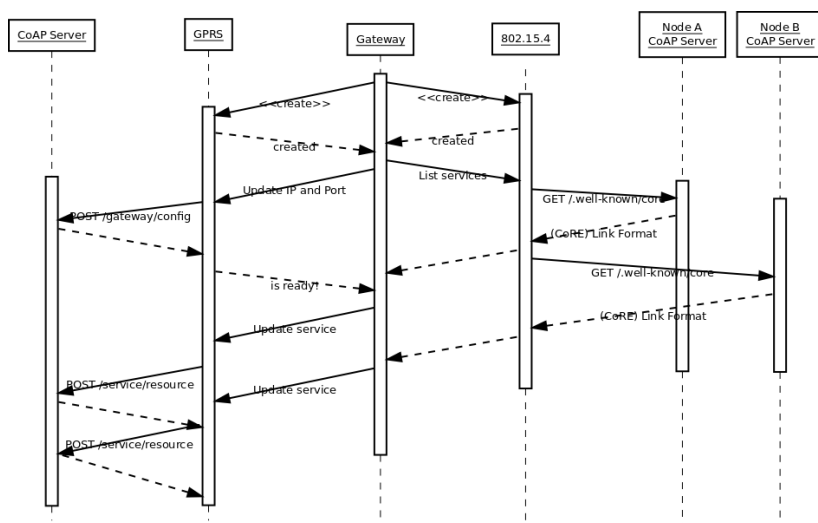 CoAP Server
GPRS
Gateway
802.15.4
Node A
CoAP Server
Node B
CoAP Server
<<create>>
<<create>>
created
created
List services
Update IP and Port
GET /.well-known/core
POST /gateway/config
(CoRE) Link Format
GET /.well-known/core
is ready!
(CoRE) Link Format
Update service
POST /service/resource
Update service
POST /service/resource